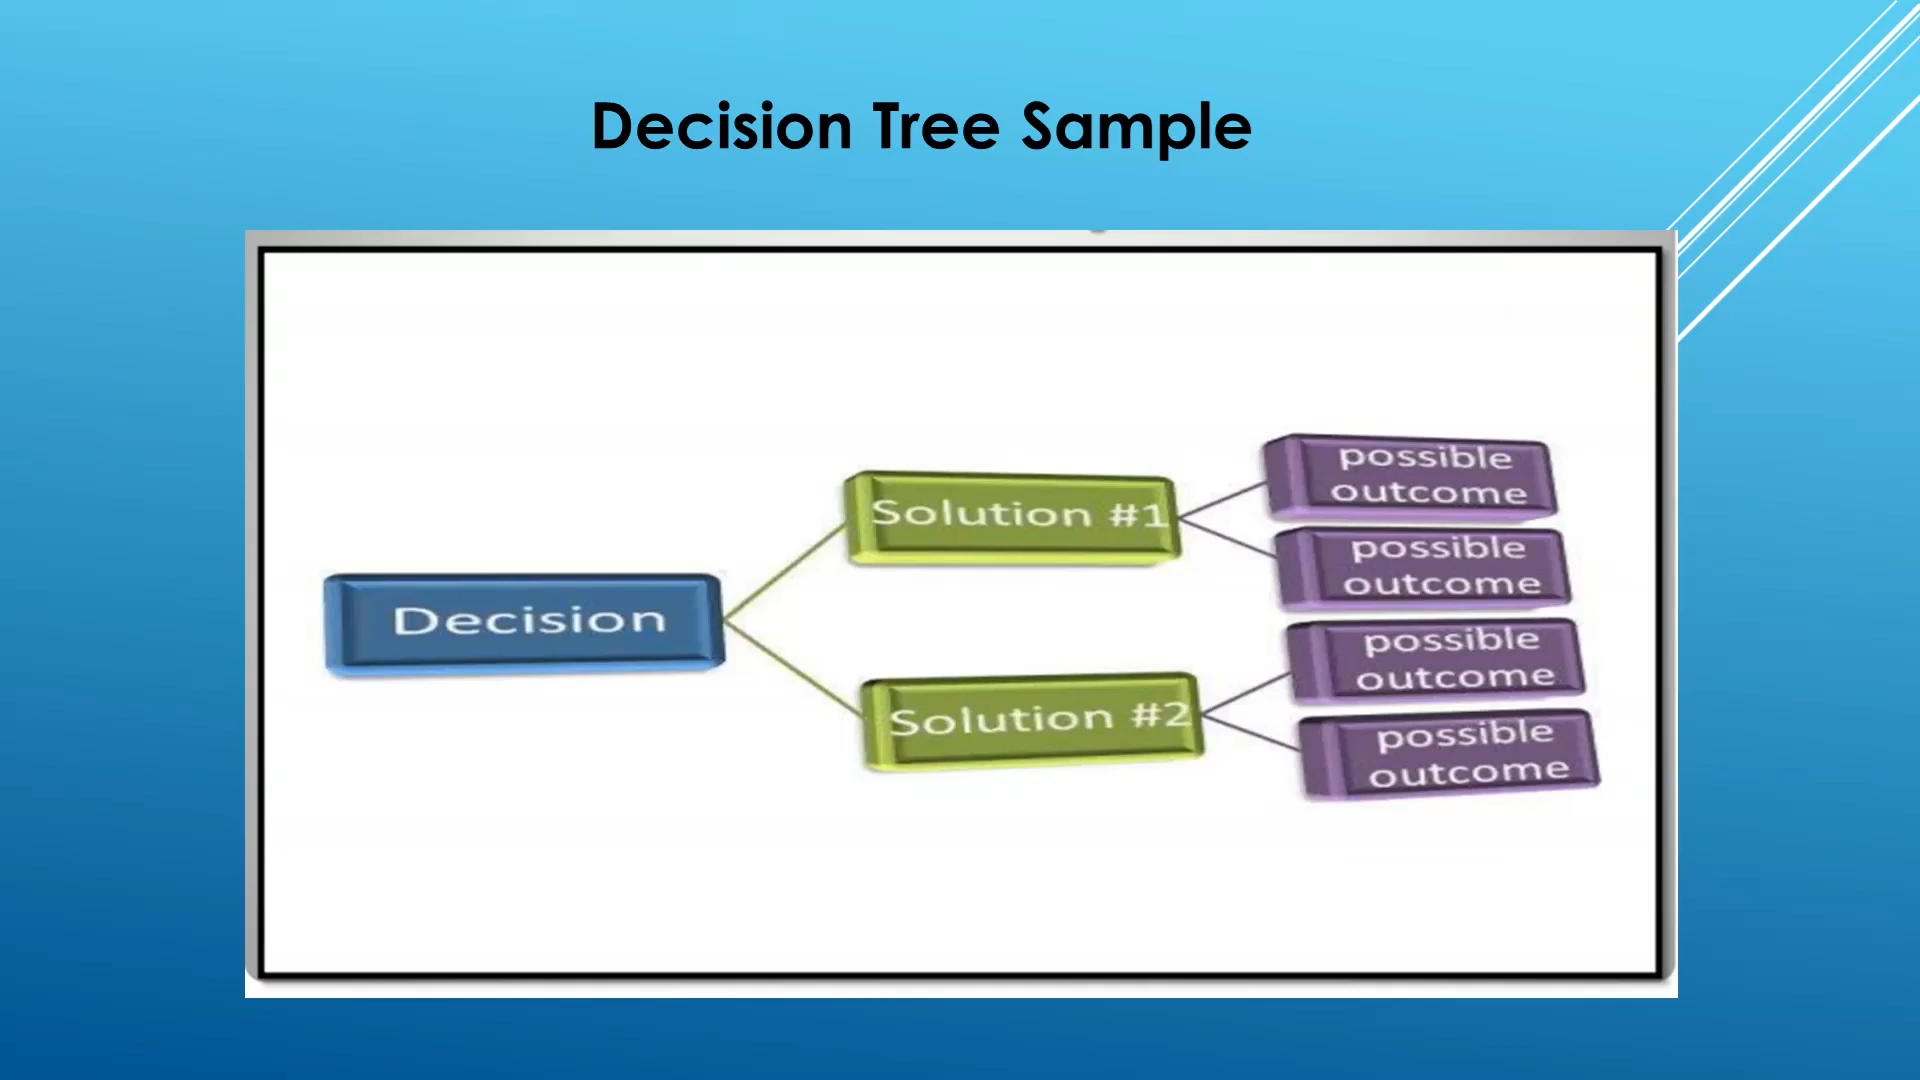 Decision Tree Sample
Decision
Solution #1
possible
outcome
possible
outcome
Solution #2
possible
outcome
possible
outcome